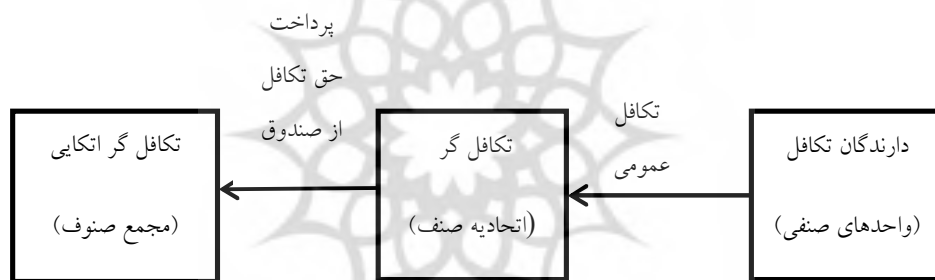 دارندگان تکافل
(واحدهای صنفی)
تکافل
عمومی
تکافل گر
(اتحادیه صنف)
پرداخت
حق تکافل
از صندوق
تکافل گر اتکایی
(مجمع صنوف)